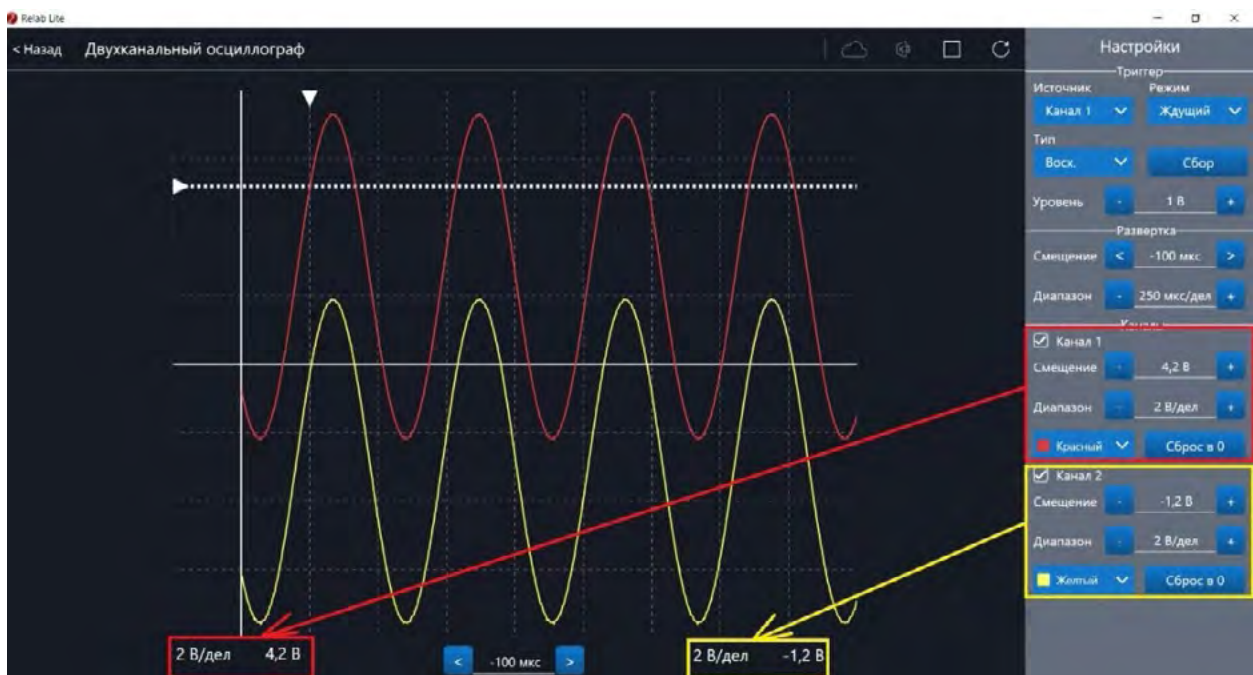 Relab Lite
< Назад Двухканальный осциллограф
Настройки
Триггер
Источник Режим
Канал 1 Ждущий
Тип
Восх. Сбор
Уровень - 1 В +
Развертка
Смещение < -100 мкс >
Диапазон - 250 мкс/дел +
Каналы
Канал 1
Смещение - 4,2 В +
Диапазон - 2 В/дел +
Красный Сброс в 0
Канал 2
Смещение - -1,2 В +
Диапазон - 2 В/дел +
Желтый Сброс в 0
2 В/дел 4,2 В < -100 мкс > 2 В/дел -1,2 В